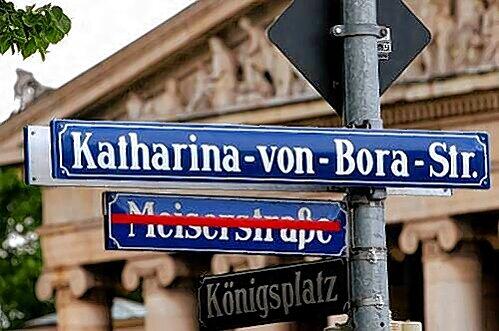 Katharina-von-Bora-Str.
Meiserstraße
Königsplatz